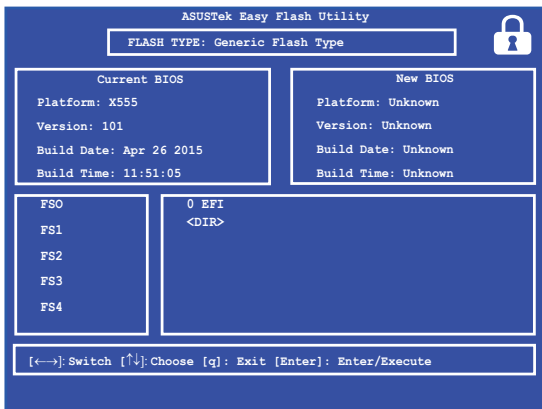 ASUSTek Easy Flash Utility
FLASH TYPE: Generic Flash Type
Current BIOS
Platform: X555
Version: 101
Build Date: Apr 26 2015
Build Time: 11:51:05
New BIOS
Platform: Unknown
Version: Unknown
Build Date: Unknown
Build Time: Unknown
FSO
FS1
FS2
FS3
FS4
0 EFI
<DIR>
[←→]: Switch [↑↓]: Choose [q]: Exit [Enter]: Enter/Execute